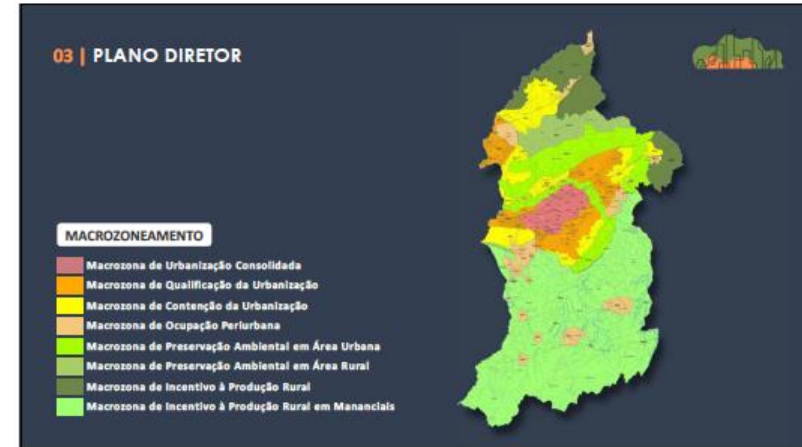 03 | PLANO DIRETOR
MACROZONEAMENTO
Macrozona de Urbanização Consolidada
Macrozona de Qualificação da Urbanização
Macrozona de Contenção da Urbanização
Macrozona de Ocupação Periurbana
Macrozona de Preservação Ambiental em Área Urbana
Macrozona de Preservação Ambiental em Área Rural
Macrozona de Incentivo à Produção Rural
Macrozona de Incentivo à Produção Rural em Mananciais